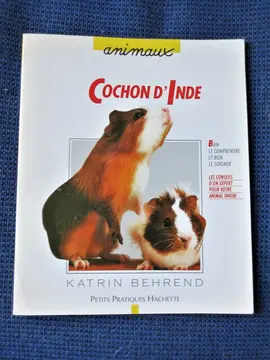 animaux
COCHON D'INDE
BIEN
LE COMPRENDRE
ET BIEN
LE SOIGNER
LES CONSEILS
D'UN EXPERT
POUR VOTRE
ANIMAL FAVORI
KATRIN BEHREND
PETITS PRATIQUES HACHETTE